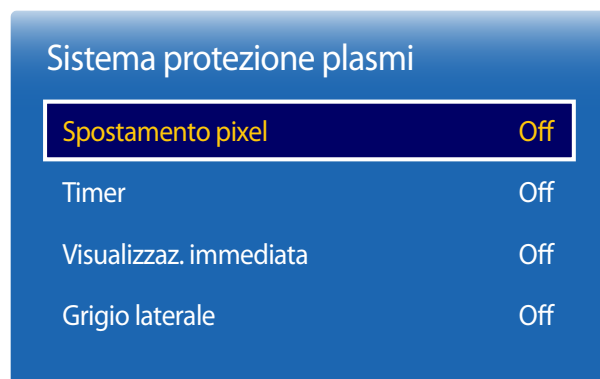 Sistema protezione plasmi
Spostamento pixel Off
Timer Off
Visualizzaz. immediata Off
Grigio laterale Off